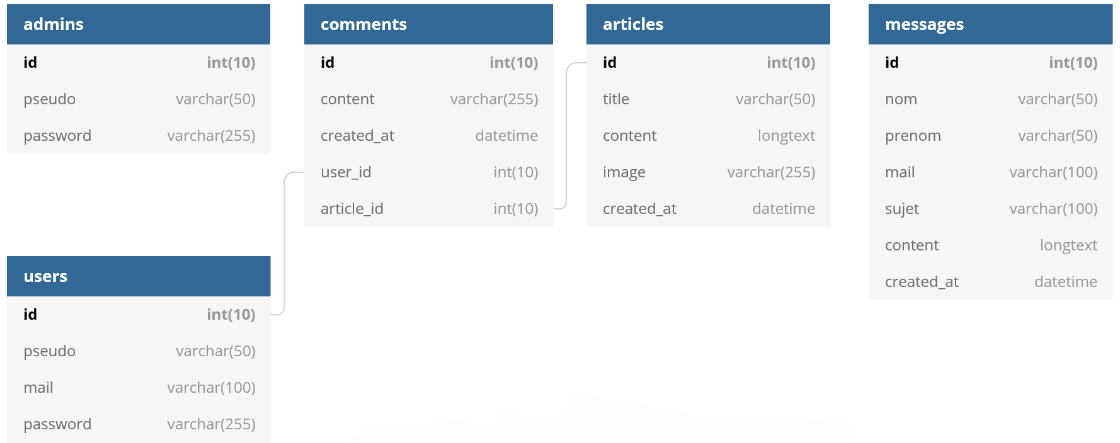 admins
id int(10)
pseudo varchar(50)
password varchar(255)
comments
id int(10)
content varchar(255)
created_at datetime
user_id int(10)
article_id int(10)
articles
id int(10)
title varchar(50)
content longtext
image varchar(255)
created_at datetime
messages
id int(10)
nom varchar(50)
prenom varchar(50)
mail varchar(100)
sujet varchar(100)
content longtext
created_at datetime
users
id int(10)
pseudo varchar(50)
mail varchar(100)
password varchar(255)